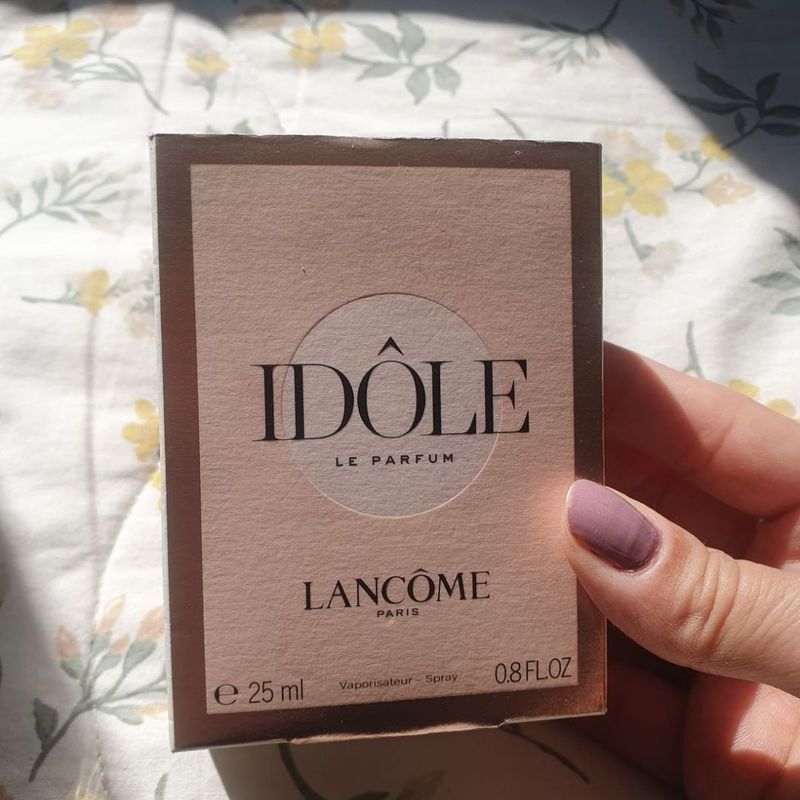 IDÔLE
LE PARFUM
LANCÔME
PARIS
℮ 25 ml Vaporisateur - Spray 0.8 FL.OZ